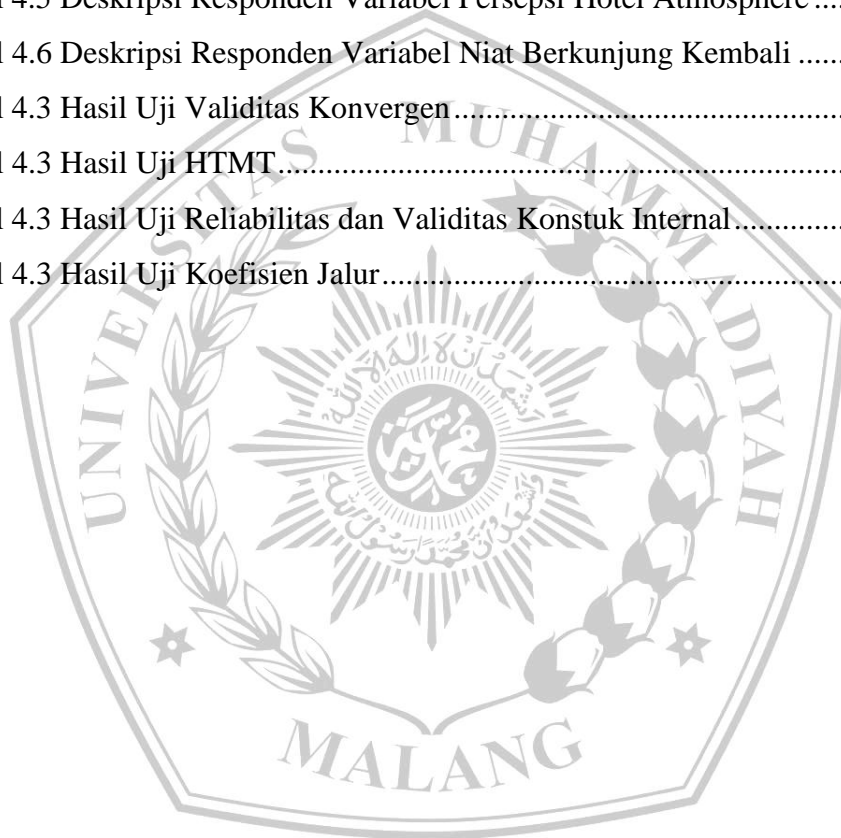 l 4.5 Deskripsi Responden Variabel Persepsi Hotel Atmosphere....
l 4.6 Deskripsi Responden Variabel Niat Berkunjung Kembali ......
l 4.3 Hasil Uji Validitas Konvergen.......................................................
l 4.3 Hasil Uji HTMT................................................................................
l 4.3 Hasil Uji Reliabilitas dan Validitas Konstuk Internal...............
l 4.3 Hasil Uji Koefisien Jalur.................................................................
UNIVERSITAS MUHAMMADIYAH
MALANG